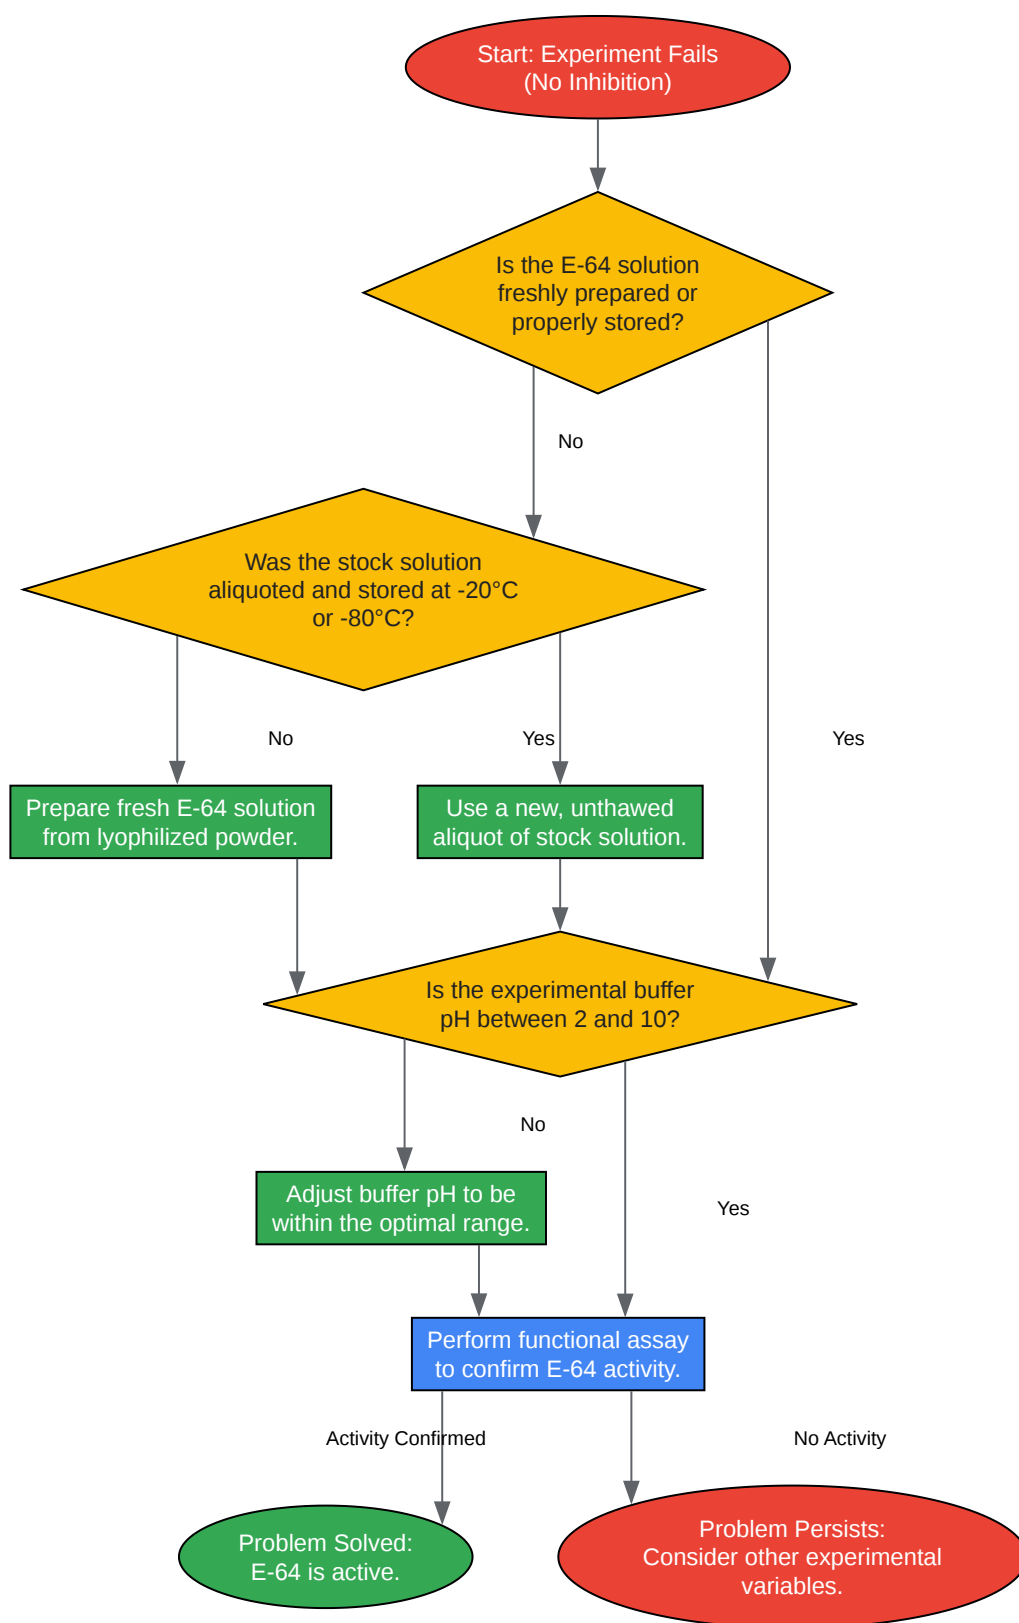 Start: Experiment Fails
(No Inhibition)
Is the E-64 solution
freshly prepared or
properly stored?
No
Was the stock solution
aliquoted and stored at -20°C
or -80°C?
No
Yes
Yes
Prepare fresh E-64 solution
from lyophilized powder.
Use a new, unthawed
aliquot of stock solution.
Is the experimental buffer
pH between 2 and 10?
No
Adjust buffer pH to be
within the optimal range.
Yes
Perform functional assay
to confirm E-64 activity.
Activity Confirmed
No Activity
Problem Solved:
E-64 is active.
Problem Persists:
Consider other experimental
variables.